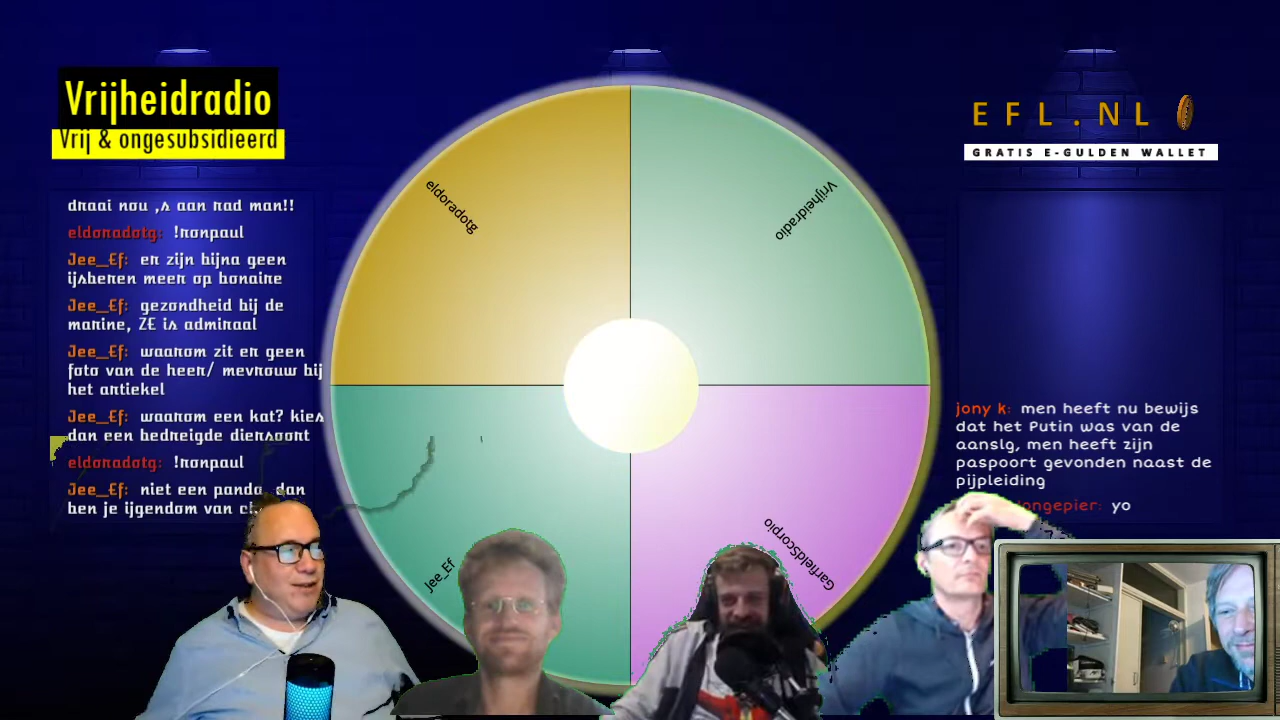 Vrijheidradio
Vrij & ongesubsidieerd
draai nou ,s aan rad man!!
eldoradotg: !ronpaul
Jee_Ef: er zijn bijna geen
ijsberen meer op bonaire
Jee_Ef: gezondheid bij de
marine, ZE is admiraal
Jee_Ef: waarom zit er geen
foto van de heer/ mevrouw bij
het artiekel
Jee_Ef: waarom een kat? kies
dan een bedreigde diersoort
eldoradotg: !ronpaul
Jee_Ef: niet een panda, dan
ben je ijgendom van
eldoradotg
Vrijheidradio
Jee_Ef
GarfieldScorpio
EFL.NL
GRATIS E-GULDEN WALLET
jony k: men heeft nu bewijs
dat het Putin was van de
aanslg, men heeft zijn
paspoort gevonden naast de
pijpleiding
yo